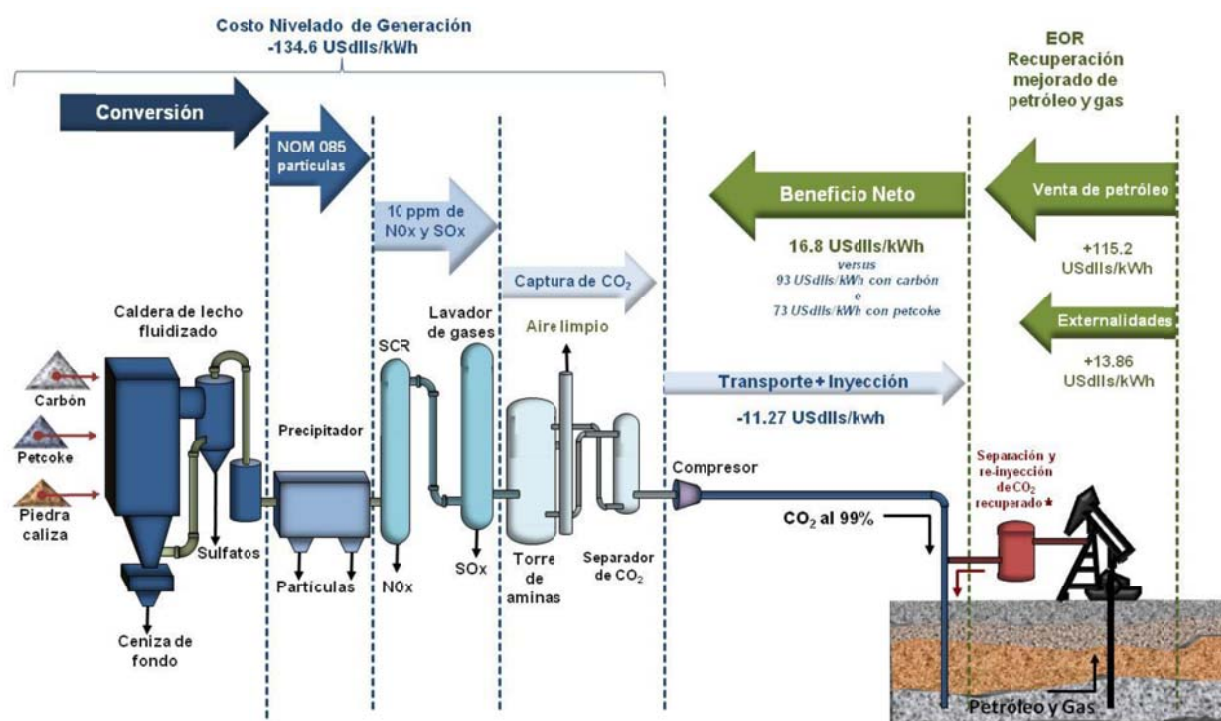 Costo Nivelado de Generación
-134.6 USdlls/kWh
EOR
Recuperación
mejorado de
petróleo y gas
Conversión
NOM 085
partículas
10 ppm de
N0x y SOx
Captura de CO₂
Beneficio Neto
16.8 USdlls/kWh
versus
93 USdlls/kWh con carbón
e
73 USdlls/kWh con petcoke
Venta de petróleo
+115.2
USdlls/kWh
Externalidades
+13.86
USdlls/kWh
Transporte + Inyección
-11.27 USdlls/kwh
Caldera de lecho
fluidizado
Carbón
Petcoke
Piedra
caliza
Sulfatos
Ceniza de
fondo
Precipitador
Partículas
SCR
N0x
Lavador
de gases
SOx
Aire limpio
Torre
de
aminas
Separador
de CO₂
Compresor
CO₂ al 99%
Separación y
re-inyección
de CO₂
recuperado*
Petróleo y Gas